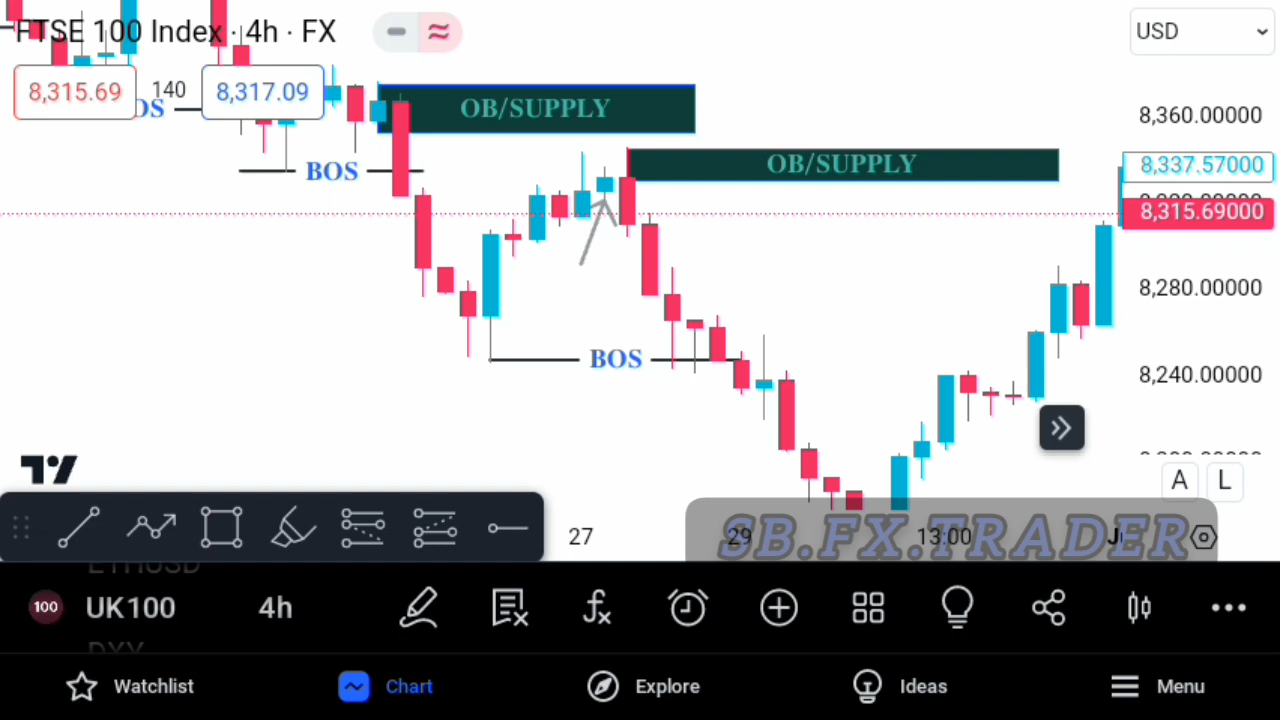 FTSE 100 Index · 4h · FX
USD
8,315.69
140
8,317.09
OB/SUPPLY
8,360.00000
BOS
OB/SUPPLY
8,337.57000
8,315.69000
8,280.00000
BOS
8,240.00000
A
L
27
29
13:00
SB.FX.TRADER
ETHUSD
100
UK100
4h
DXY
Watchlist
Chart
Explore
Ideas
Menu